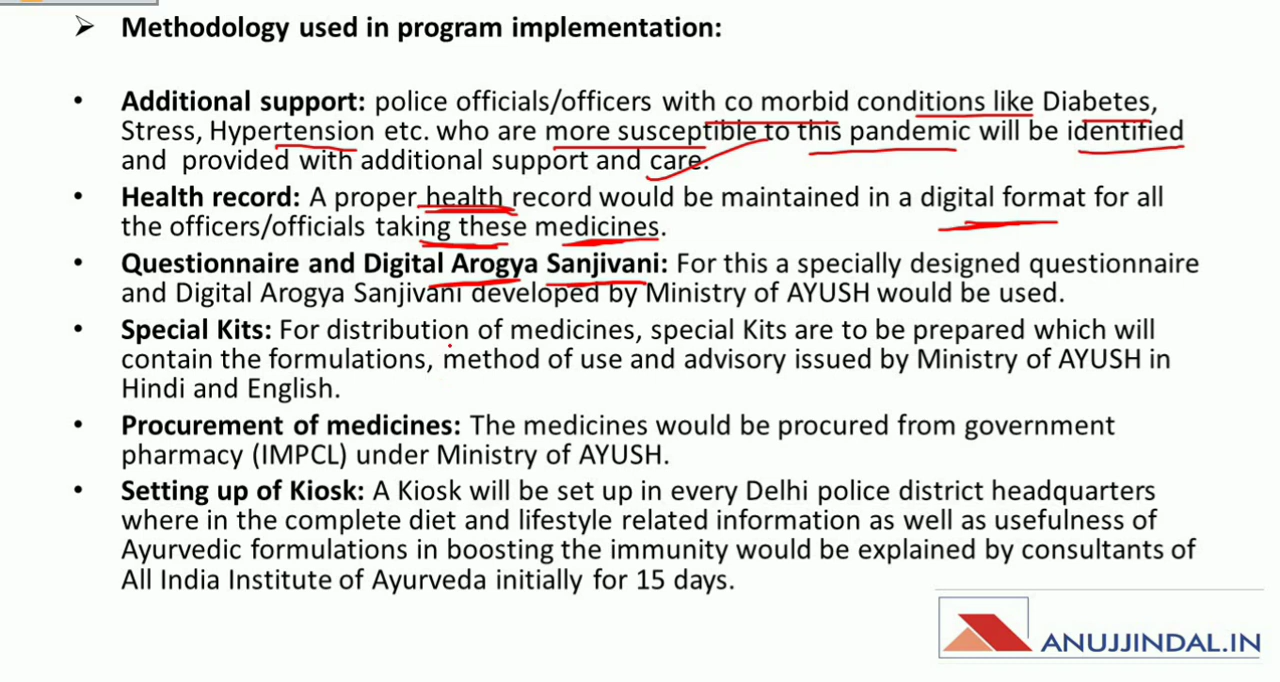 ➤ Methodology used in program implementation:
• Additional support: police officials/officers with co morbid conditions like Diabetes,
Stress, Hypertension etc. who are more susceptible to this pandemic will be identified
and provided with additional support and care.
• Health record: A proper health record would be maintained in a digital format for all
the officers/officials taking these medicines.
• Questionnaire and Digital Arogya Sanjivani: For this a specially designed questionnaire
and Digital Arogya Sanjivani developed by Ministry of AYUSH would be used.
• Special Kits: For distribution of medicines, special Kits are to be prepared which will
contain the formulations, method of use and advisory issued by Ministry of AYUSH in
Hindi and English.
• Procurement of medicines: The medicines would be procured from government
pharmacy (IMPCL) under Ministry of AYUSH.
• Setting up of Kiosk: A Kiosk will be set up in every Delhi police district headquarters
where in the complete diet and lifestyle related information as well as usefulness of
Ayurvedic formulations in boosting the immunity would be explained by consultants of
All India Institute of Ayurveda initially for 15 days.
ANUJJINDAL.IN